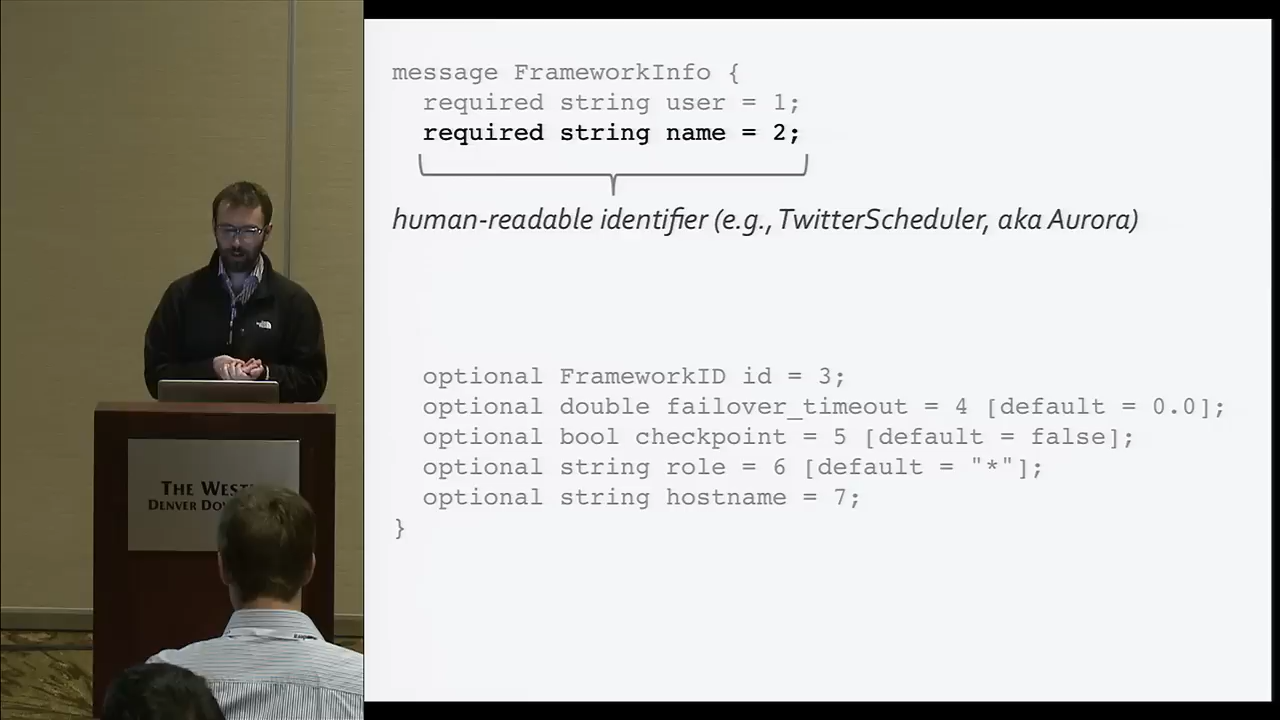 message FrameworkInfo {
required string user = 1;
required string name = 2;
human-readable identifier (e.g., TwitterScheduler, aka Aurora)
optional FrameworkID id = 3;
optional double failover_timeout = 4 [default = 0.0];
optional bool checkpoint = 5 [default = false];
optional string role = 6 [default = "*"];
optional string hostname = 7;
}
THE
DENVER